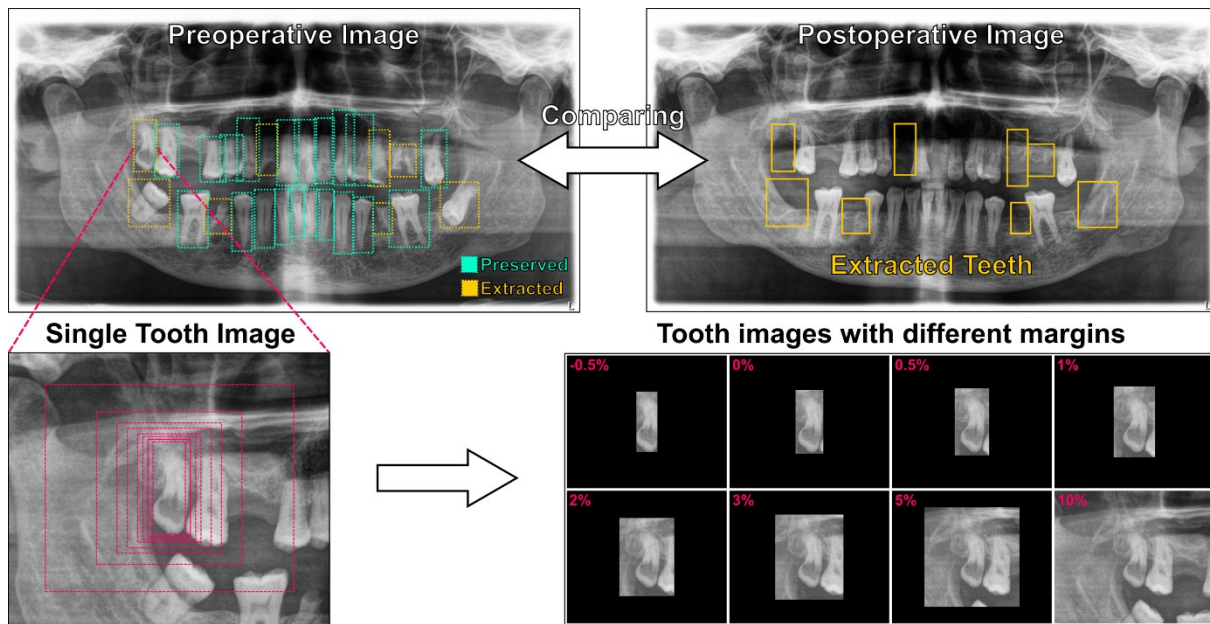 Preoperative Image
Postoperative Image
Comparing
Preserved
Extracted
L
Extracted Teeth
L
Single Tooth Image
Tooth images with different margins
-0.5%
0%
0.5%
1%
2%
3%
5%
10%